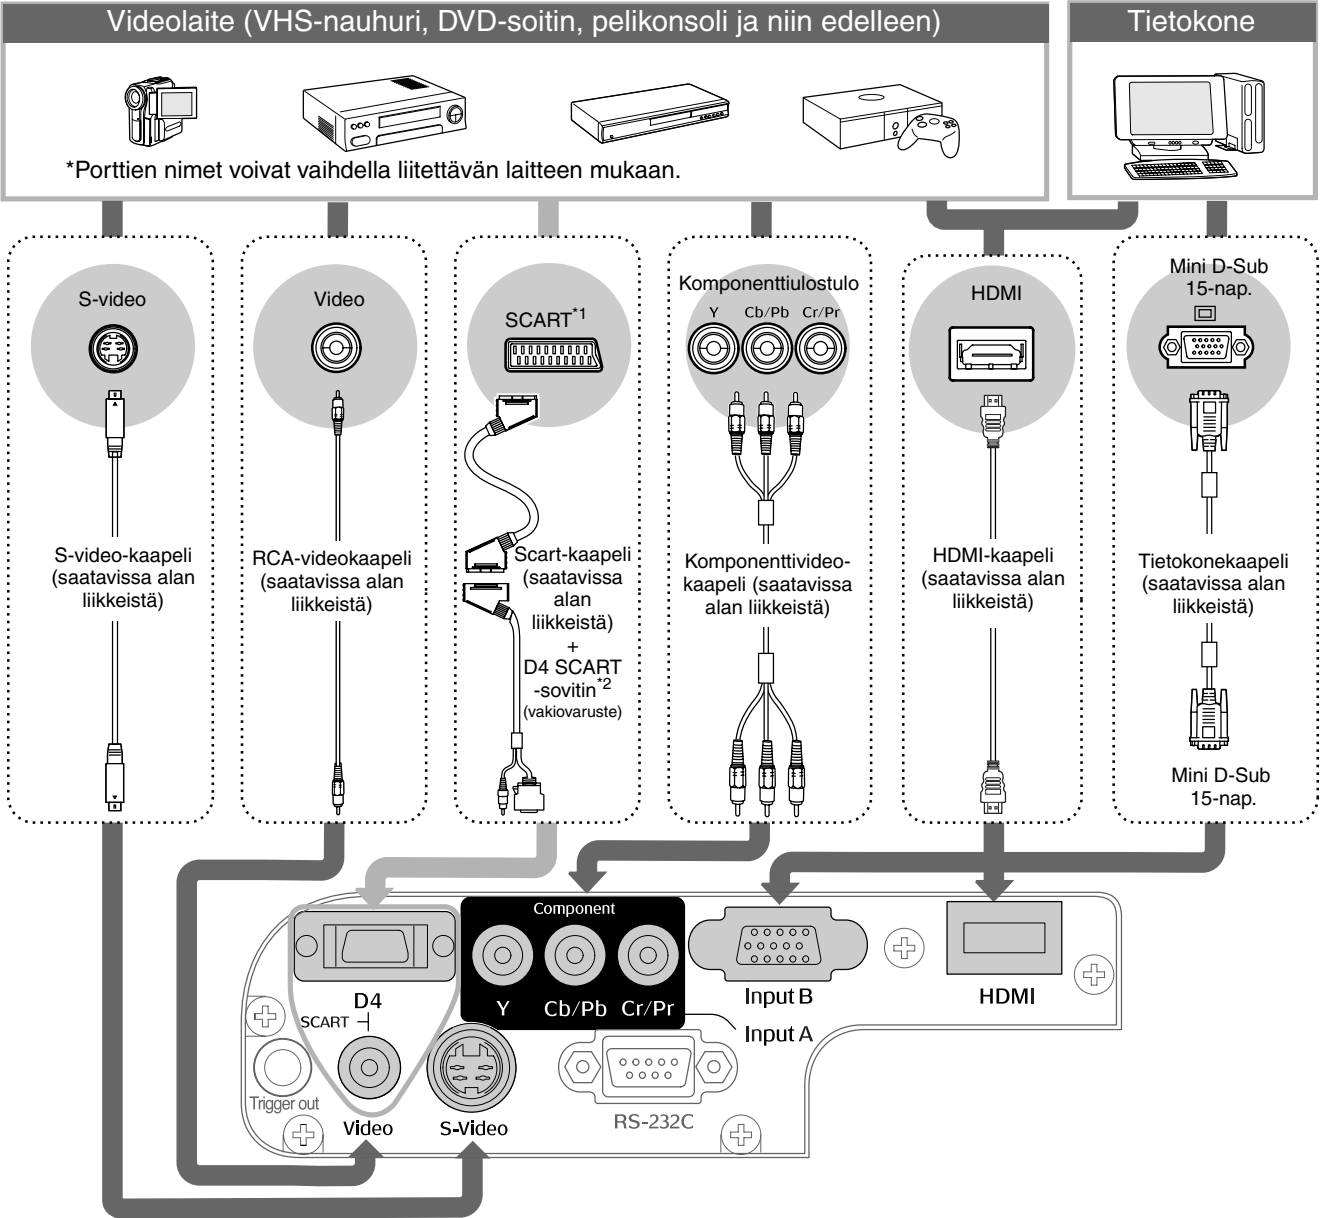 Videolaite (VHS-nauhuri, DVD-soitin, pelikonsoli ja niin edelleen)
Tietokone
*Porttien nimet voivat vaihdella liitettävän laitteen mukaan.
S-video
Video
SCART*1
Komponenttiulostulo
Y Cb/Pb Cr/Pr
HDMI
Mini D-Sub
15-nap.
S-video-kaapeli
(saatavissa alan
liikkeistä)
RCA-videokaapeli
(saatavissa alan
liikkeistä)
Scart-kaapeli
(saatavissa
alan
liikkeistä)
+
D4 SCART
-sovitin*2
(vakiovaruste)
Komponenttivideo-
kaapeli (saatavissa
alan liikkeistä)
HDMI-kaapeli
(saatavissa alan
liikkeistä)
Tietokonekaapeli
(saatavissa alan
liikkeistä)
Mini D-Sub
15-nap.
Component
Y Cb/Pb Cr/Pr
Input B
Input A
HDMI
D4
SCART
Trigger out
Video
S-Video
RS-232C